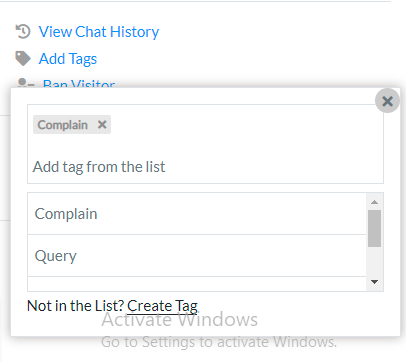 View Chat History
Add Tags
Ban Visitor
Complain ×
Add tag from the list
Complain
Query
Not in the List? Create Tag
Activate Windows
Go to Settings to activate Windows.